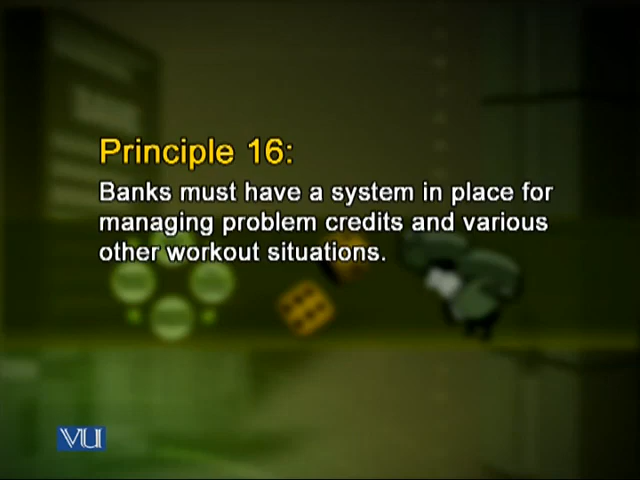 Principle 16:
Banks must have a system in place for
managing problem credits and various
other workout situations.
VU